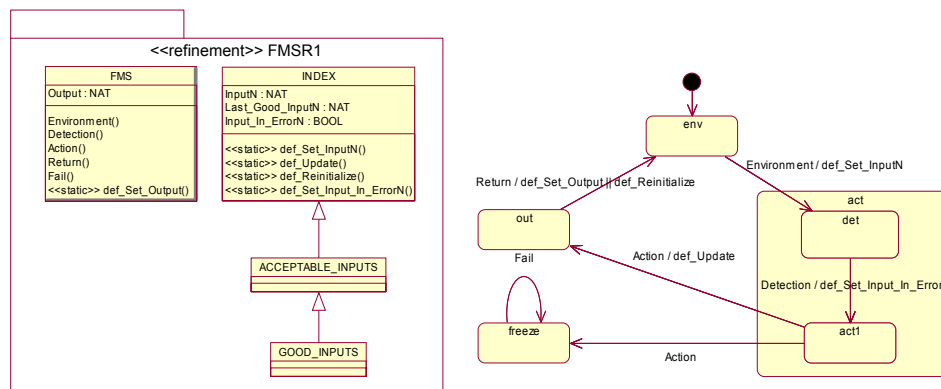 <<refinement>> FMSR1
FMS
Output : NAT
Environment()
Detection()
Action()
Return()
Fail()
<<static>> def_Set_Output()
INDEX
InputN : NAT
Last_Good_InputN : NAT
Input_In_ErrorN : BOOL
<<static>> def_Set_InputN()
<<static>> def_Update()
<<static>> def_Reinitialize()
<<static>> def_Set_Input_In_ErrorN()
ACCEPTABLE_INPUTS
GOOD_INPUTS
env
Environment / def_Set_InputN
Return / def_Set_Output || def_Reinitialize
act
out
det
Fail
Action / def_Update
Detection / def_Set_Input_In_Error
freeze
act1
Action